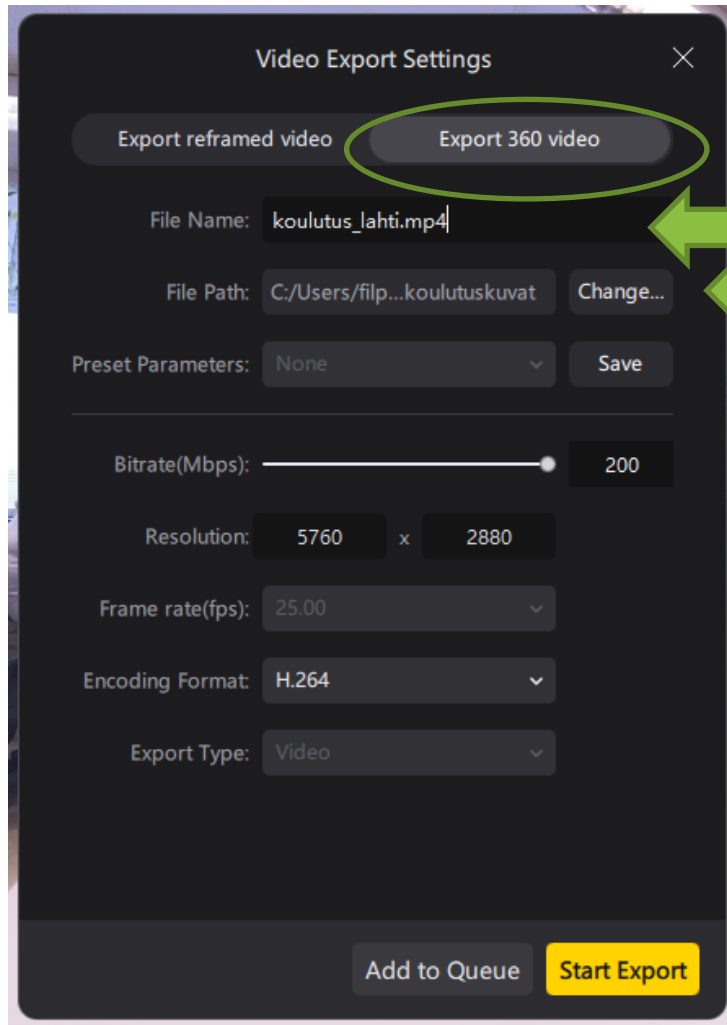 Video Export Settings
Export reframed video Export 360 video
File Name: koulutus_lahti.mp4
File Path: C:/Users/filp...koulutuskuvat Change...
Preset Parameters: None Save
Bitrate(Mbps): 200
Resolution: 5760 x 2880
Frame rate(fps): 25.00
Encoding Format: H.264
Export Type: Video
Add to Queue Start Export